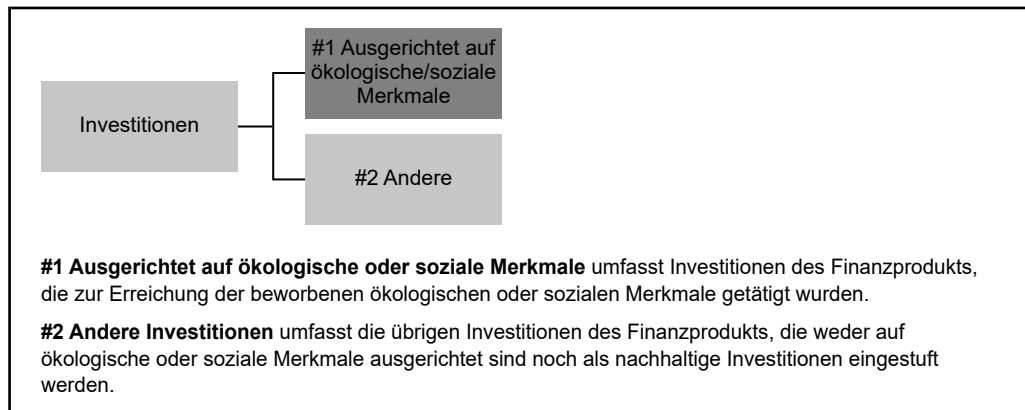 #1 Ausgerichtet auf
ökologische/soziale
Merkmale
Investitionen
#2 Andere
#1 Ausgerichtet auf ökologische oder soziale Merkmale umfasst Investitionen des Finanzprodukts,
die zur Erreichung der beworbenen ökologischen oder sozialen Merkmale getätigt wurden.
#2 Andere Investitionen umfasst die übrigen Investitionen des Finanzprodukts, die weder auf
ökologische oder soziale Merkmale ausgerichtet sind noch als nachhaltige Investitionen eingestuft
werden.